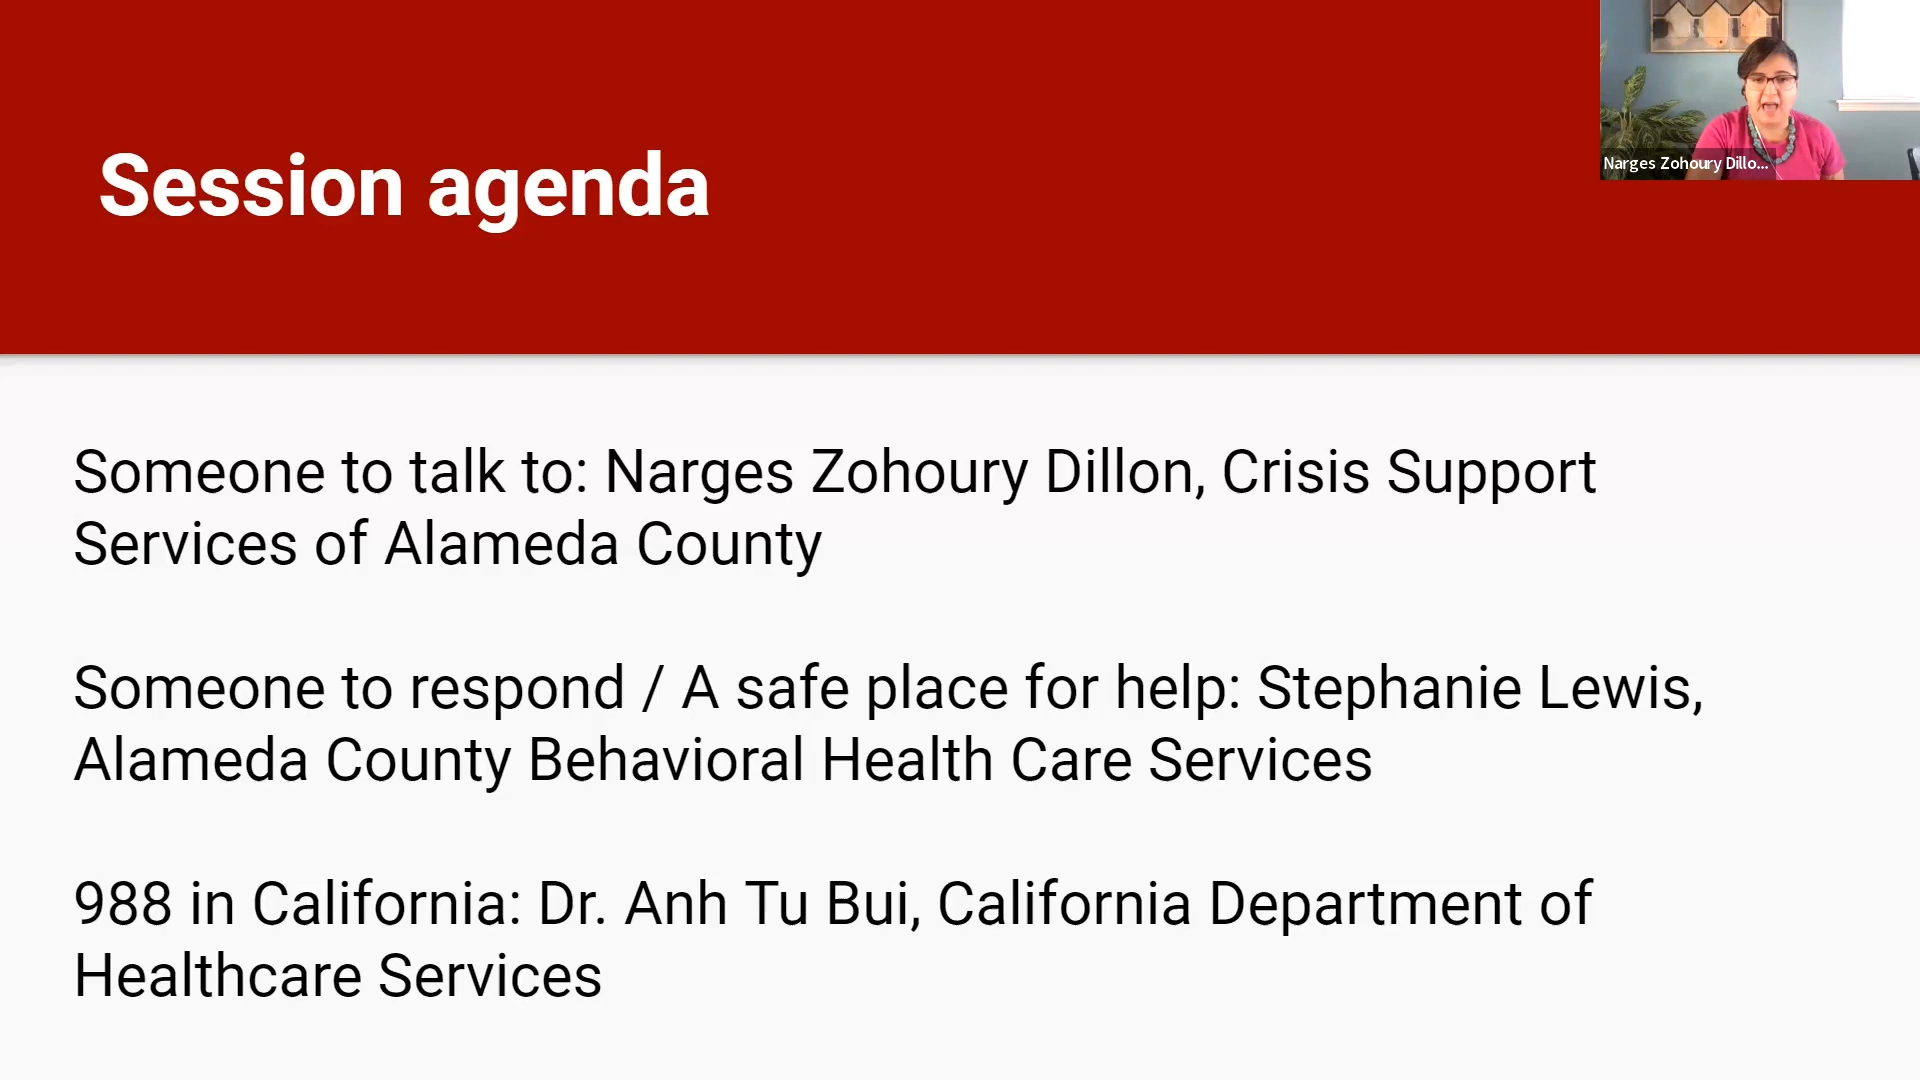 Session agenda
Narges Zohoury Dillo...
Someone to talk to: Narges Zohoury Dillon, Crisis Support
Services of Alameda County
Someone to respond / A safe place for help: Stephanie Lewis,
Alameda County Behavioral Health Care Services
988 in California: Dr. Anh Tu Bui, California Department of
Healthcare Services